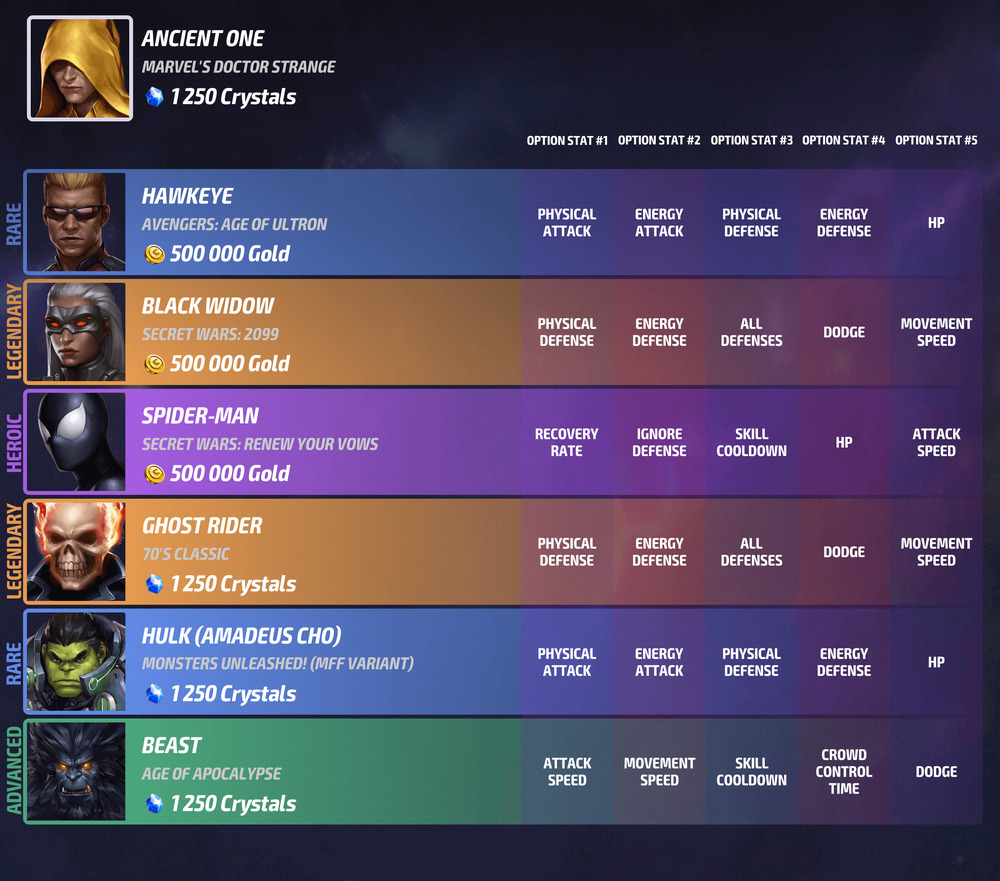 ANCIENT ONE
MARVEL'S DOCTOR STRANGE
1 250 Crystals
OPTION STAT #1 OPTION STAT #2 OPTION STAT #3 OPTION STAT #4 OPTION STAT #5
RARE
HAWKEYE
AVENGERS: AGE OF ULTRON
500 000 Gold
PHYSICAL
ATTACK
ENERGY
ATTACK
PHYSICAL
DEFENSE
ENERGY
DEFENSE
HP
LEGENDARY
BLACK WIDOW
SECRET WARS: 2099
500 000 Gold
PHYSICAL
DEFENSE
ENERGY
DEFENSE
ALL
DEFENSES
DODGE
MOVEMENT
SPEED
HEROIC
SPIDER-MAN
SECRET WARS: RENEW YOUR VOWS
500 000 Gold
RECOVERY
RATE
IGNORE
DEFENSE
SKILL
COOLDOWN
HP
ATTACK
SPEED
LEGENDARY
GHOST RIDER
70'S CLASSIC
1 250 Crystals
PHYSICAL
DEFENSE
ENERGY
DEFENSE
ALL
DEFENSES
DODGE
MOVEMENT
SPEED
RARE
HULK (AMADEUS CHO)
MONSTERS UNLEASHED! (MFF VARIANT)
1 250 Crystals
PHYSICAL
ATTACK
ENERGY
ATTACK
PHYSICAL
DEFENSE
ENERGY
DEFENSE
HP
ADVANCED
BEAST
AGE OF APOCALYPSE
1 250 Crystals
ATTACK
SPEED
MOVEMENT
SPEED
SKILL
COOLDOWN
CROWD
CONTROL
TIME
DODGE